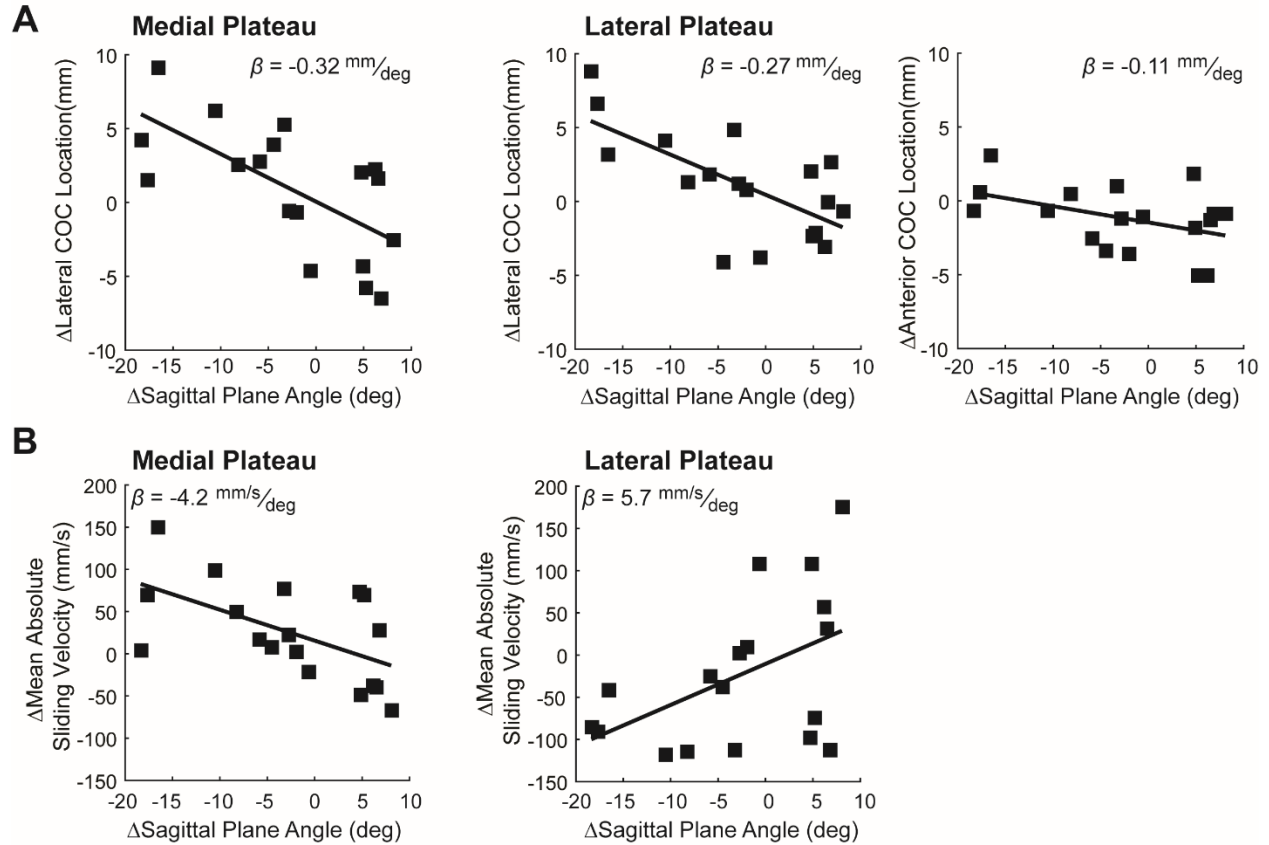 A
Medial Plateau
Lateral Plateau
β = -0.32 mm/deg
β = -0.27 mm/deg
β = -0.11 mm/deg
ΔLateral COC Location(mm)
10
5
0
-5
-10
-20 -15 -10 -5 0 5 10
ΔSagittal Plane Angle (deg)
ΔLateral COC Location(mm)
10
5
0
-5
-10
-20 -15 -10 -5 0 5 10
ΔSagittal Plane Angle (deg)
ΔAnterior COC Location(mm)
10
5
0
-5
-10
-20 -15 -10 -5 0 5 10
ΔSagittal Plane Angle (deg)
B
Medial Plateau
Lateral Plateau
β = -4.2 mm/s/deg
β = 5.7 mm/s/deg
ΔMean Absolute
Sliding Velocity (mm/s)
200
150
100
50
0
-50
-100
-150
-20 -15 -10 -5 0 5 10
ΔSagittal Plane Angle (deg)
ΔMean Absolute
Sliding Velocity (mm/s)
200
150
100
50
0
-50
-100
-150
-20 -15 -10 -5 0 5 10
ΔSagittal Plane Angle (deg)